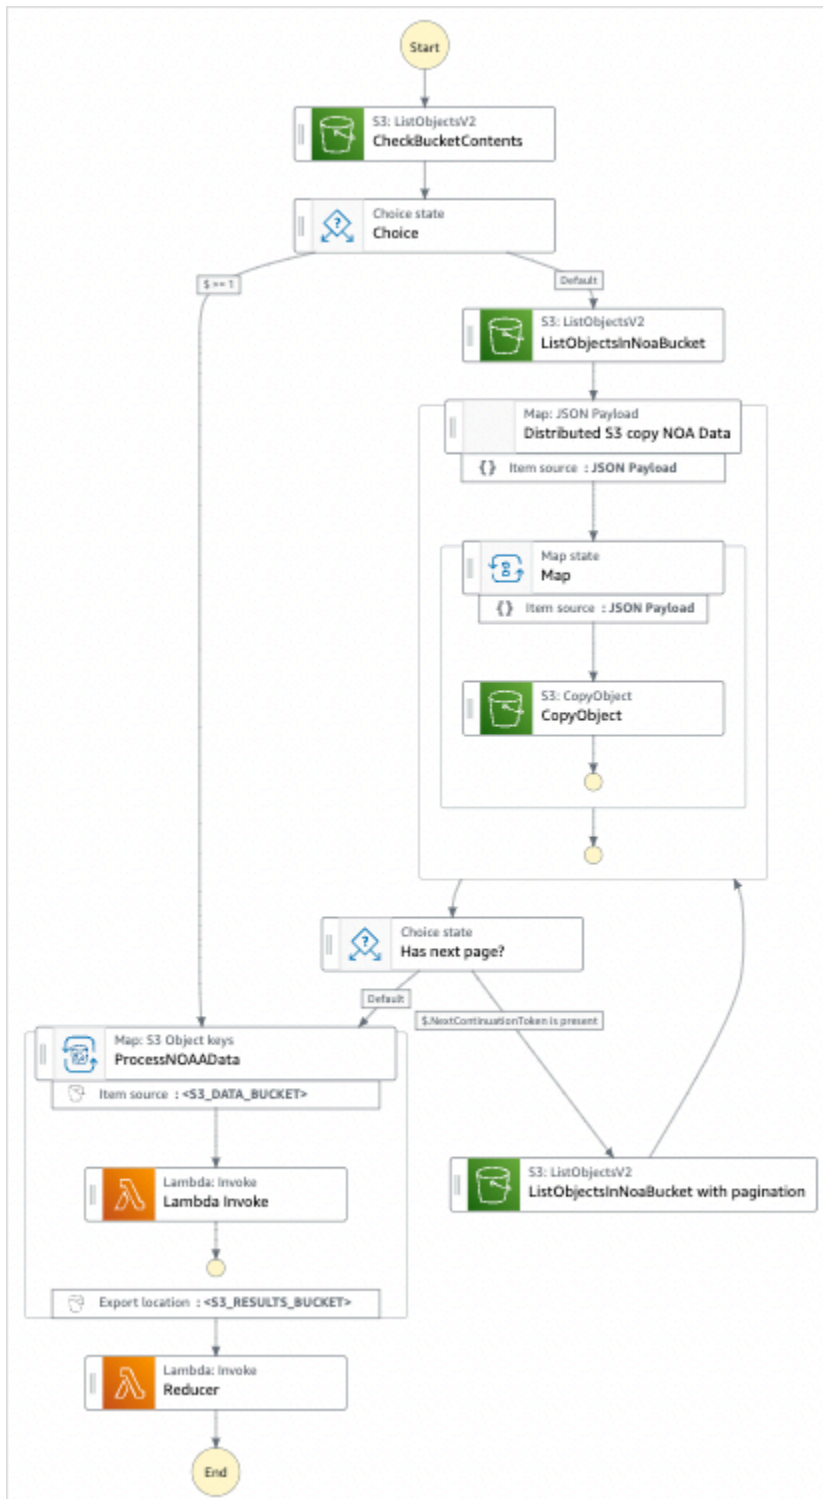 Start
S3: ListObjectsV2
CheckBucketContents
Choice state
Choice
$ >= 1
Default
S3: ListObjectsV2
ListObjectsInNoaBucket
Map: JSON Payload
Distributed S3 copy NOA Data
{} Item source : JSON Payload
Map state
Map
{} Item source : JSON Payload
S3: CopyObject
CopyObject
Choice state
Has next page?
Default
$.NextContinuationToken is present
Map: S3 Object keys
ProcessNOAAData
Item source : <S3_DATA_BUCKET>
S3: ListObjectsV2
ListObjectsInNoaBucket with pagination
Lambda: Invoke
Lambda Invoke
Export location : <S3_RESULTS_BUCKET>
Lambda: Invoke
Reducer
End